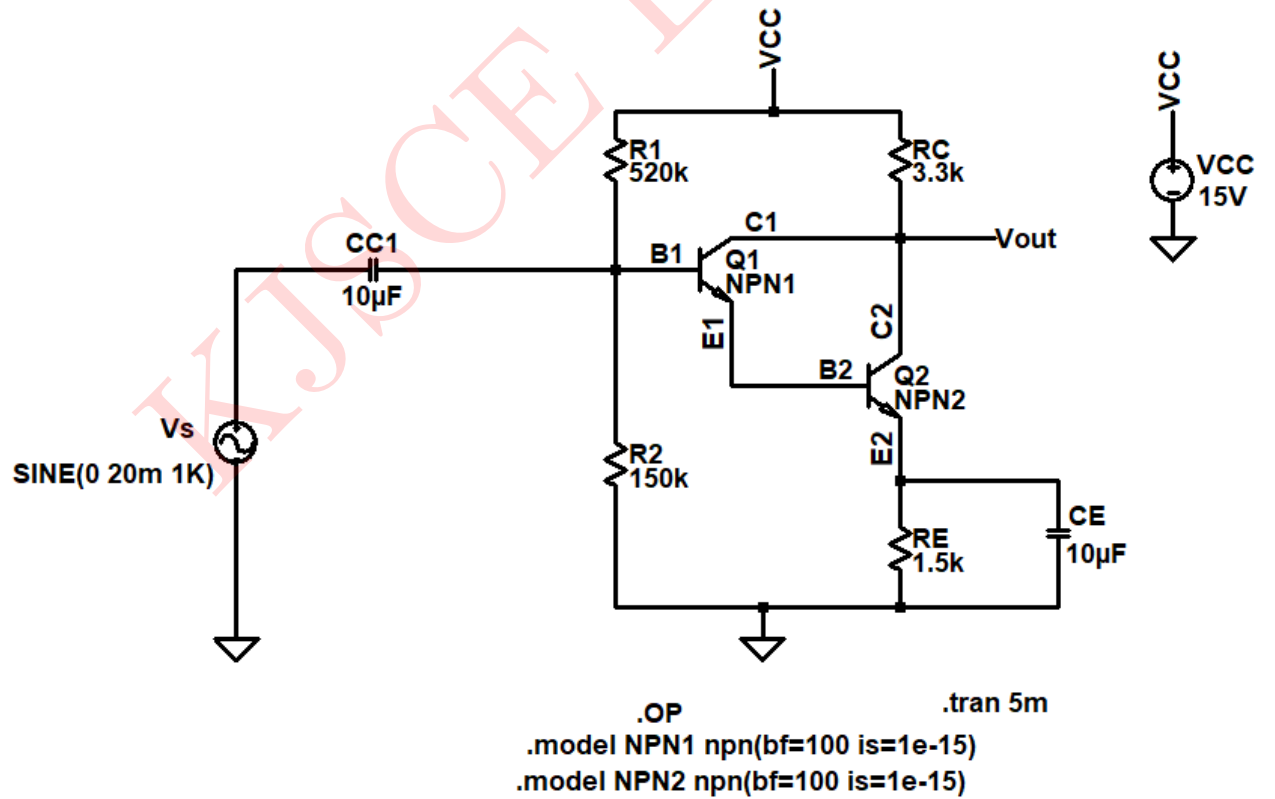 KJSCE
VCC
VCC
R1
520k
RC
3.3k
VCC
15V
C1
Vout
CC1
10µF
B1
Q1
NPN1
E1
C2
B2
Q2
NPN2
E2
Vs
SINE(0 20m 1K)
R2
150k
RE
1.5k
CE
10µF
.OP
.tran 5m
.model NPN1 npn(bf=100 is=1e-15)
.model NPN2 npn(bf=100 is=1e-15)